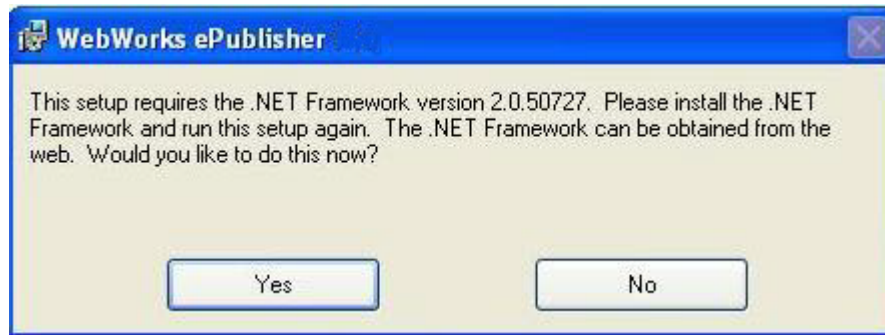 WebWorks ePublisher
This setup requires the .NET Framework version 2.0.50727. Please install the .NET
Framework and run this setup again. The .NET Framework can be obtained from the
web. Would you like to do this now?
Yes
No